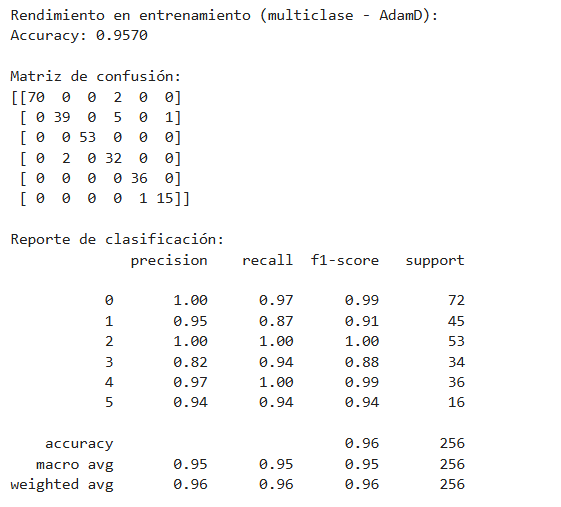 Rendimiento en entrenamiento (multiclase - AdamD):
Accuracy: 0.9570
Matriz de confusión:
[[70  0  0  2  0  0]
 [ 0 39  0  5  0  1]
 [ 0  0 53  0  0  0]
 [ 0  2  0 32  0  0]
 [ 0  0  0  0 36  0]
 [ 0  0  0  0  1 15]]
Reporte de clasificación:
              precision    recall  f1-score   support
           0       1.00      0.97      0.99        72
           1       0.95      0.87      0.91        45
           2       1.00      1.00      1.00        53
           3       0.82      0.94      0.88        34
           4       0.97      1.00      0.99        36
           5       0.94      0.94      0.94        16
    accuracy                           0.96       256
   macro avg       0.95      0.95      0.95       256
weighted avg       0.96      0.96      0.96       256